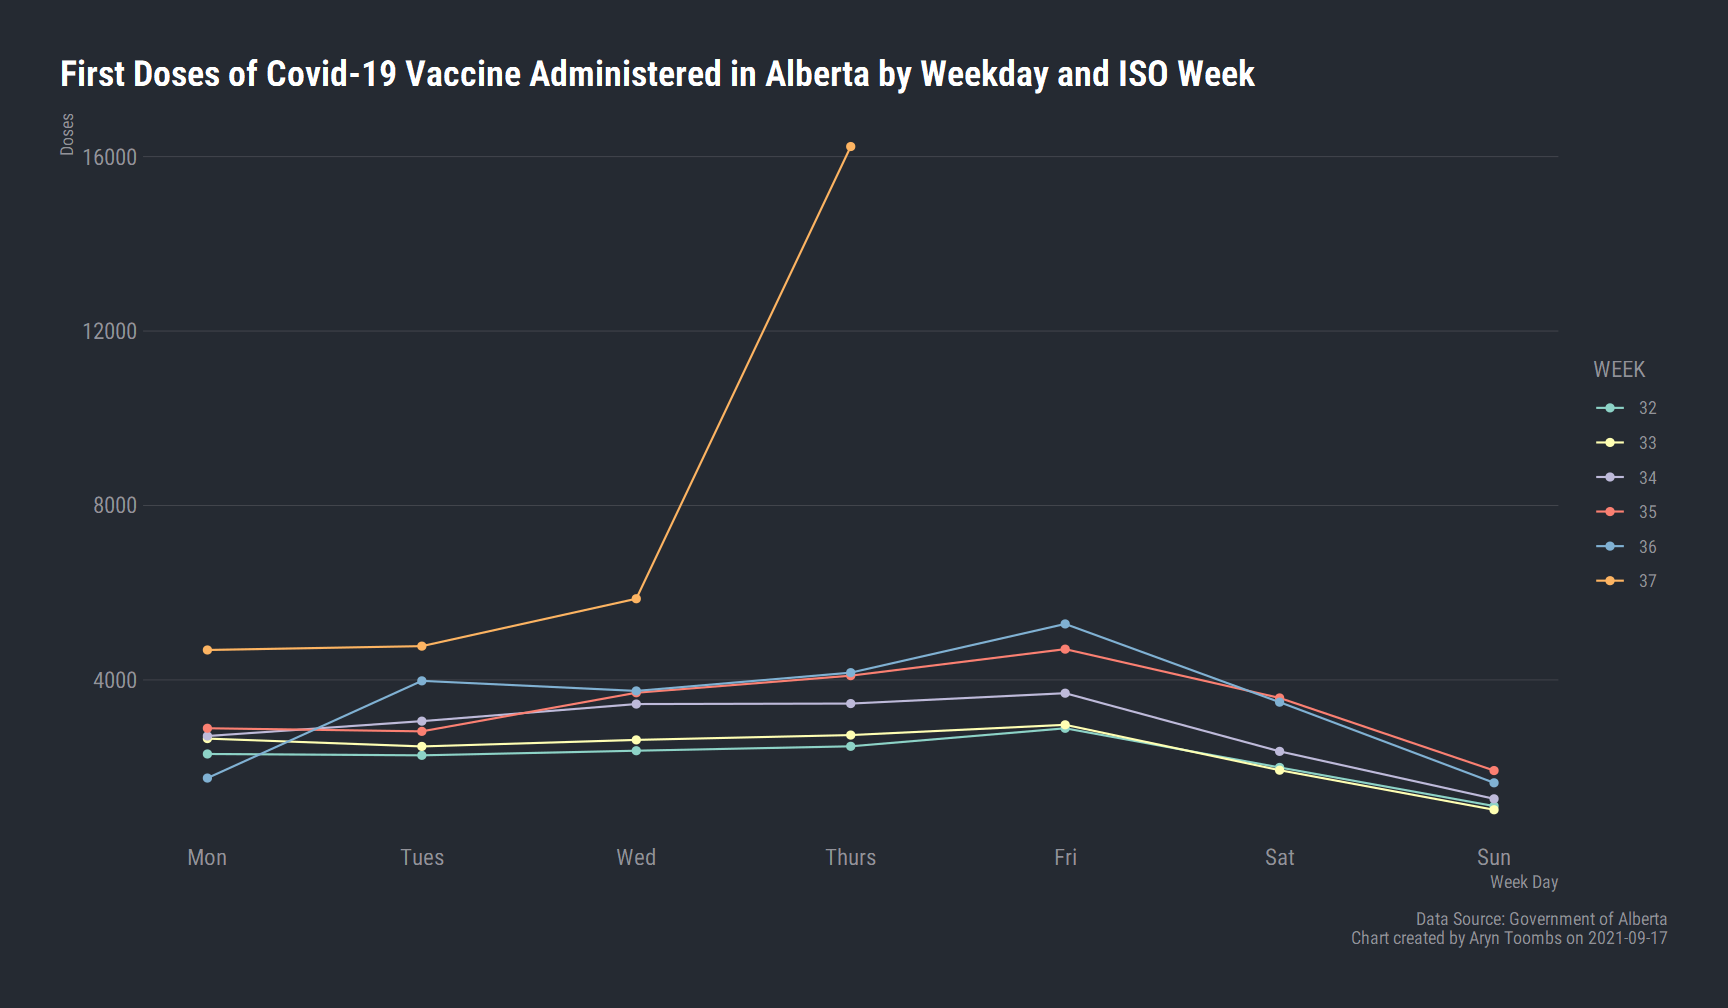 First Doses of Covid-19 Vaccine Administered in Alberta by Weekday and ISO Week
Doses
16000
12000
8000
4000
Mon Tues Wed Thurs Fri Sat Sun
Week Day
WEEK
32
33
34
35
36
37
Data Source: Government of Alberta
Chart created by Aryn Toombs on 2021-09-17